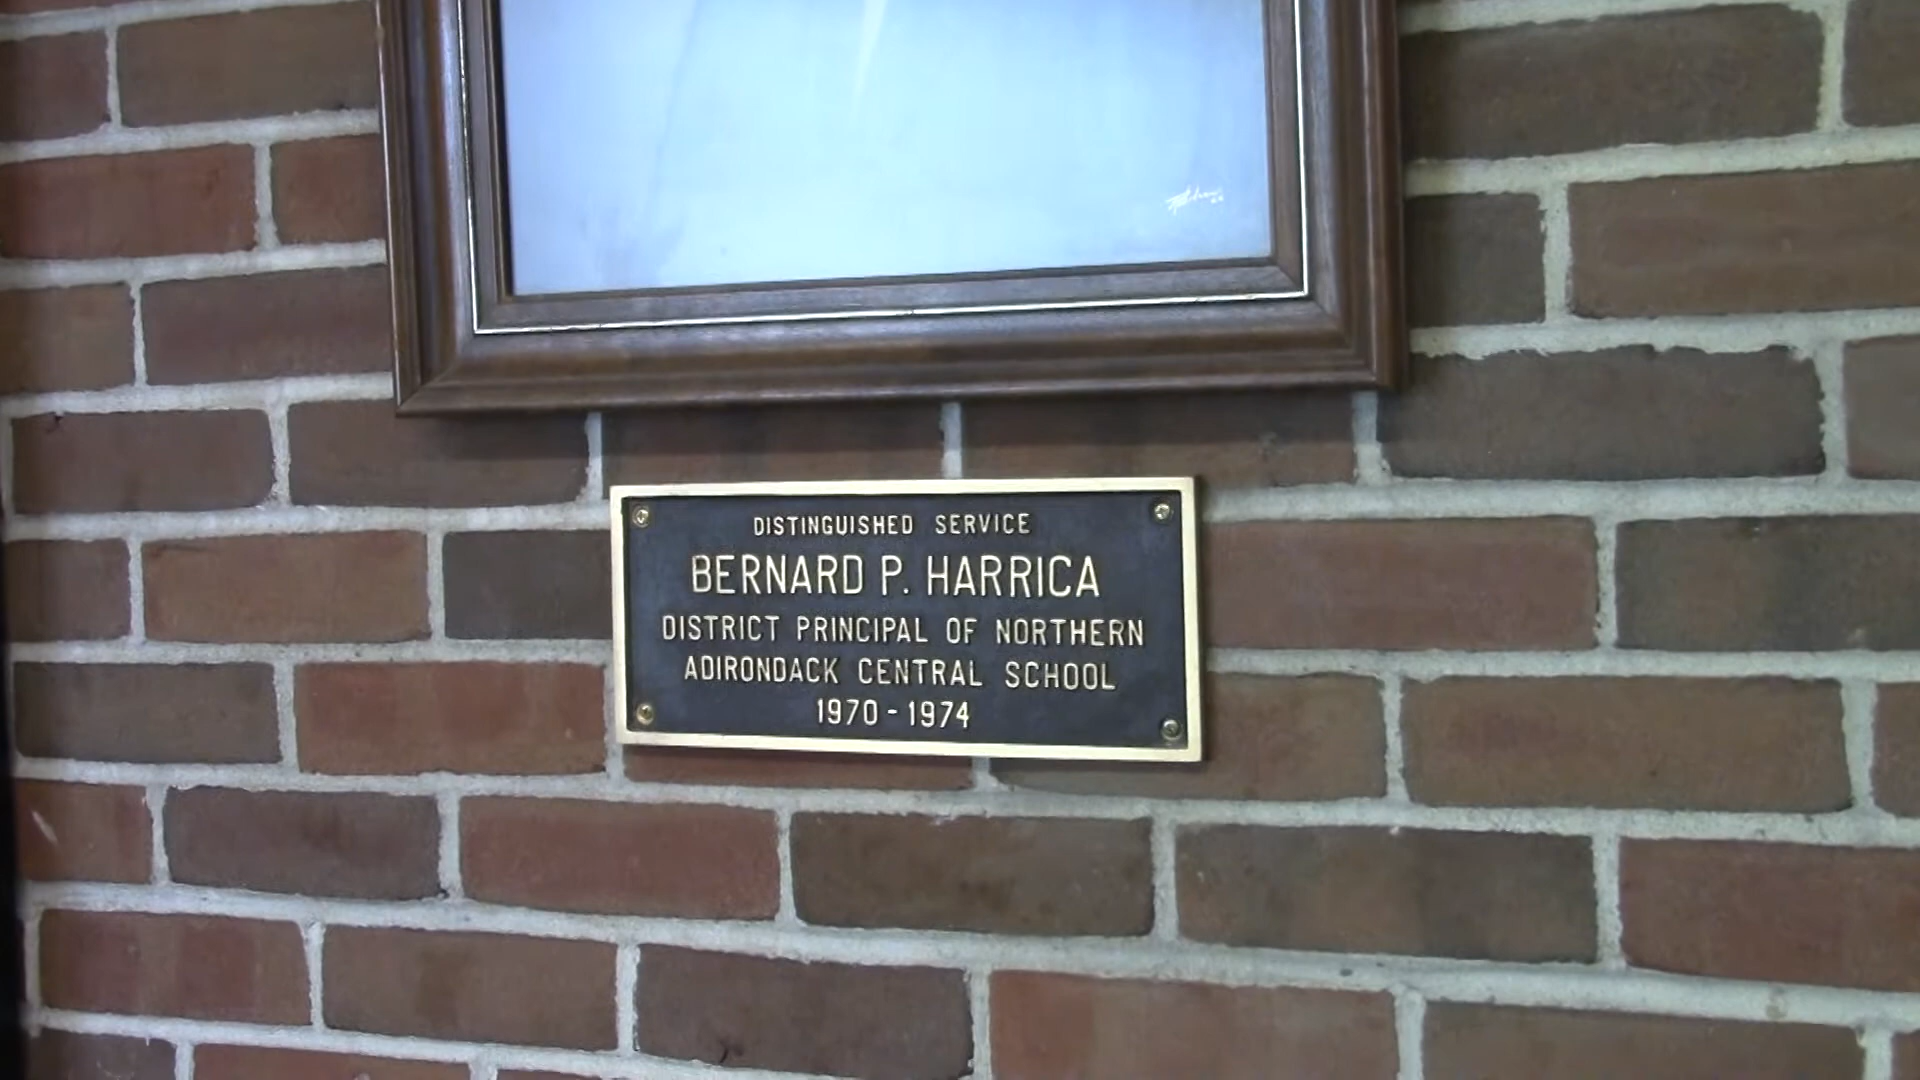 DISTINGUISHED SERVICE
BERNARD P. HARRICA
DISTRICT PRINCIPAL OF NORTHERN
ADIRONDACK CENTRAL SCHOOL
1970-1974